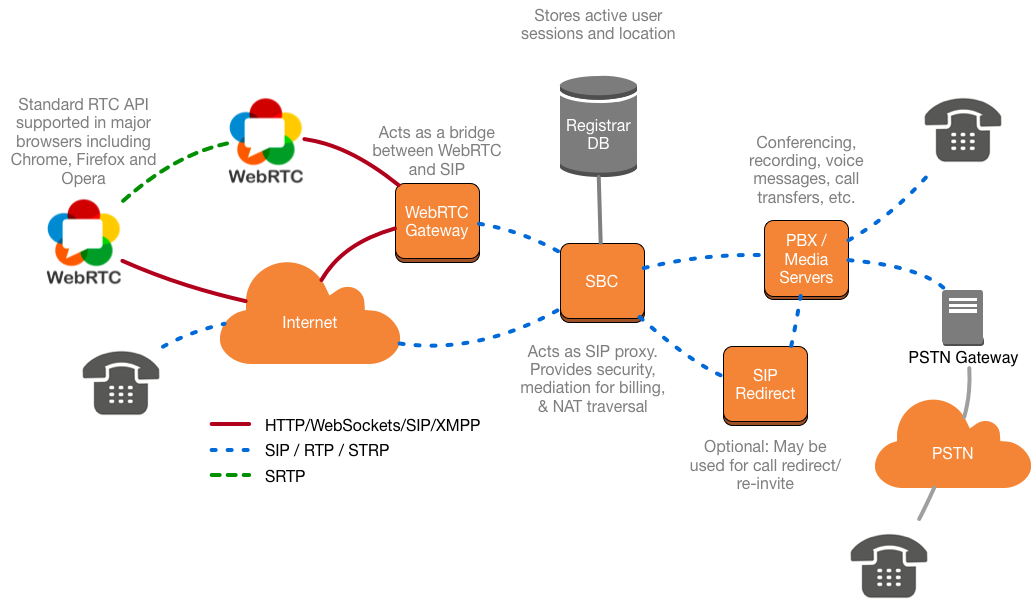 Stores active user
sessions and location
Standard RTC API
supported in major
browsers including
Chrome, Firefox and
Opera
WebRTC
WebRTC
Acts as a bridge
between WebRTC
and SIP
WebRTC
Gateway
Registrar
DB
Conferencing,
recording, voice
messages, call
transfers, etc.
PBX /
Media
Servers
SBC
Internet
Acts as SIP proxy.
Provides security,
mediation for billing,
& NAT traversal
SIP
Redirect
Optional: May be
used for call redirect/
re-invite
PSTN Gateway
PSTN
HTTP/WebSockets/SIP/XMPP
SIP / RTP / STRP
SRTP